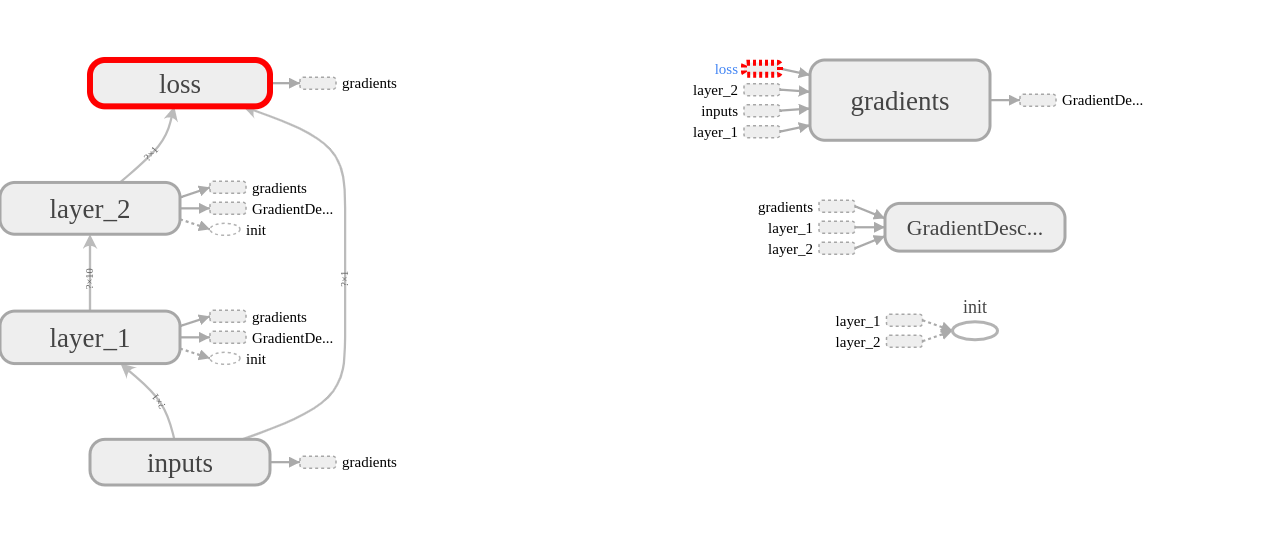 loss
gradients
?×1
layer_2
gradients
GradientDe...
init
?×10
?×1
layer_1
gradients
GradientDe...
init
?×1
inputs
gradients
loss
layer_2
inputs
layer_1
gradients
GradientDe...
gradients
layer_1
layer_2
GradientDesc...
init
layer_1
layer_2